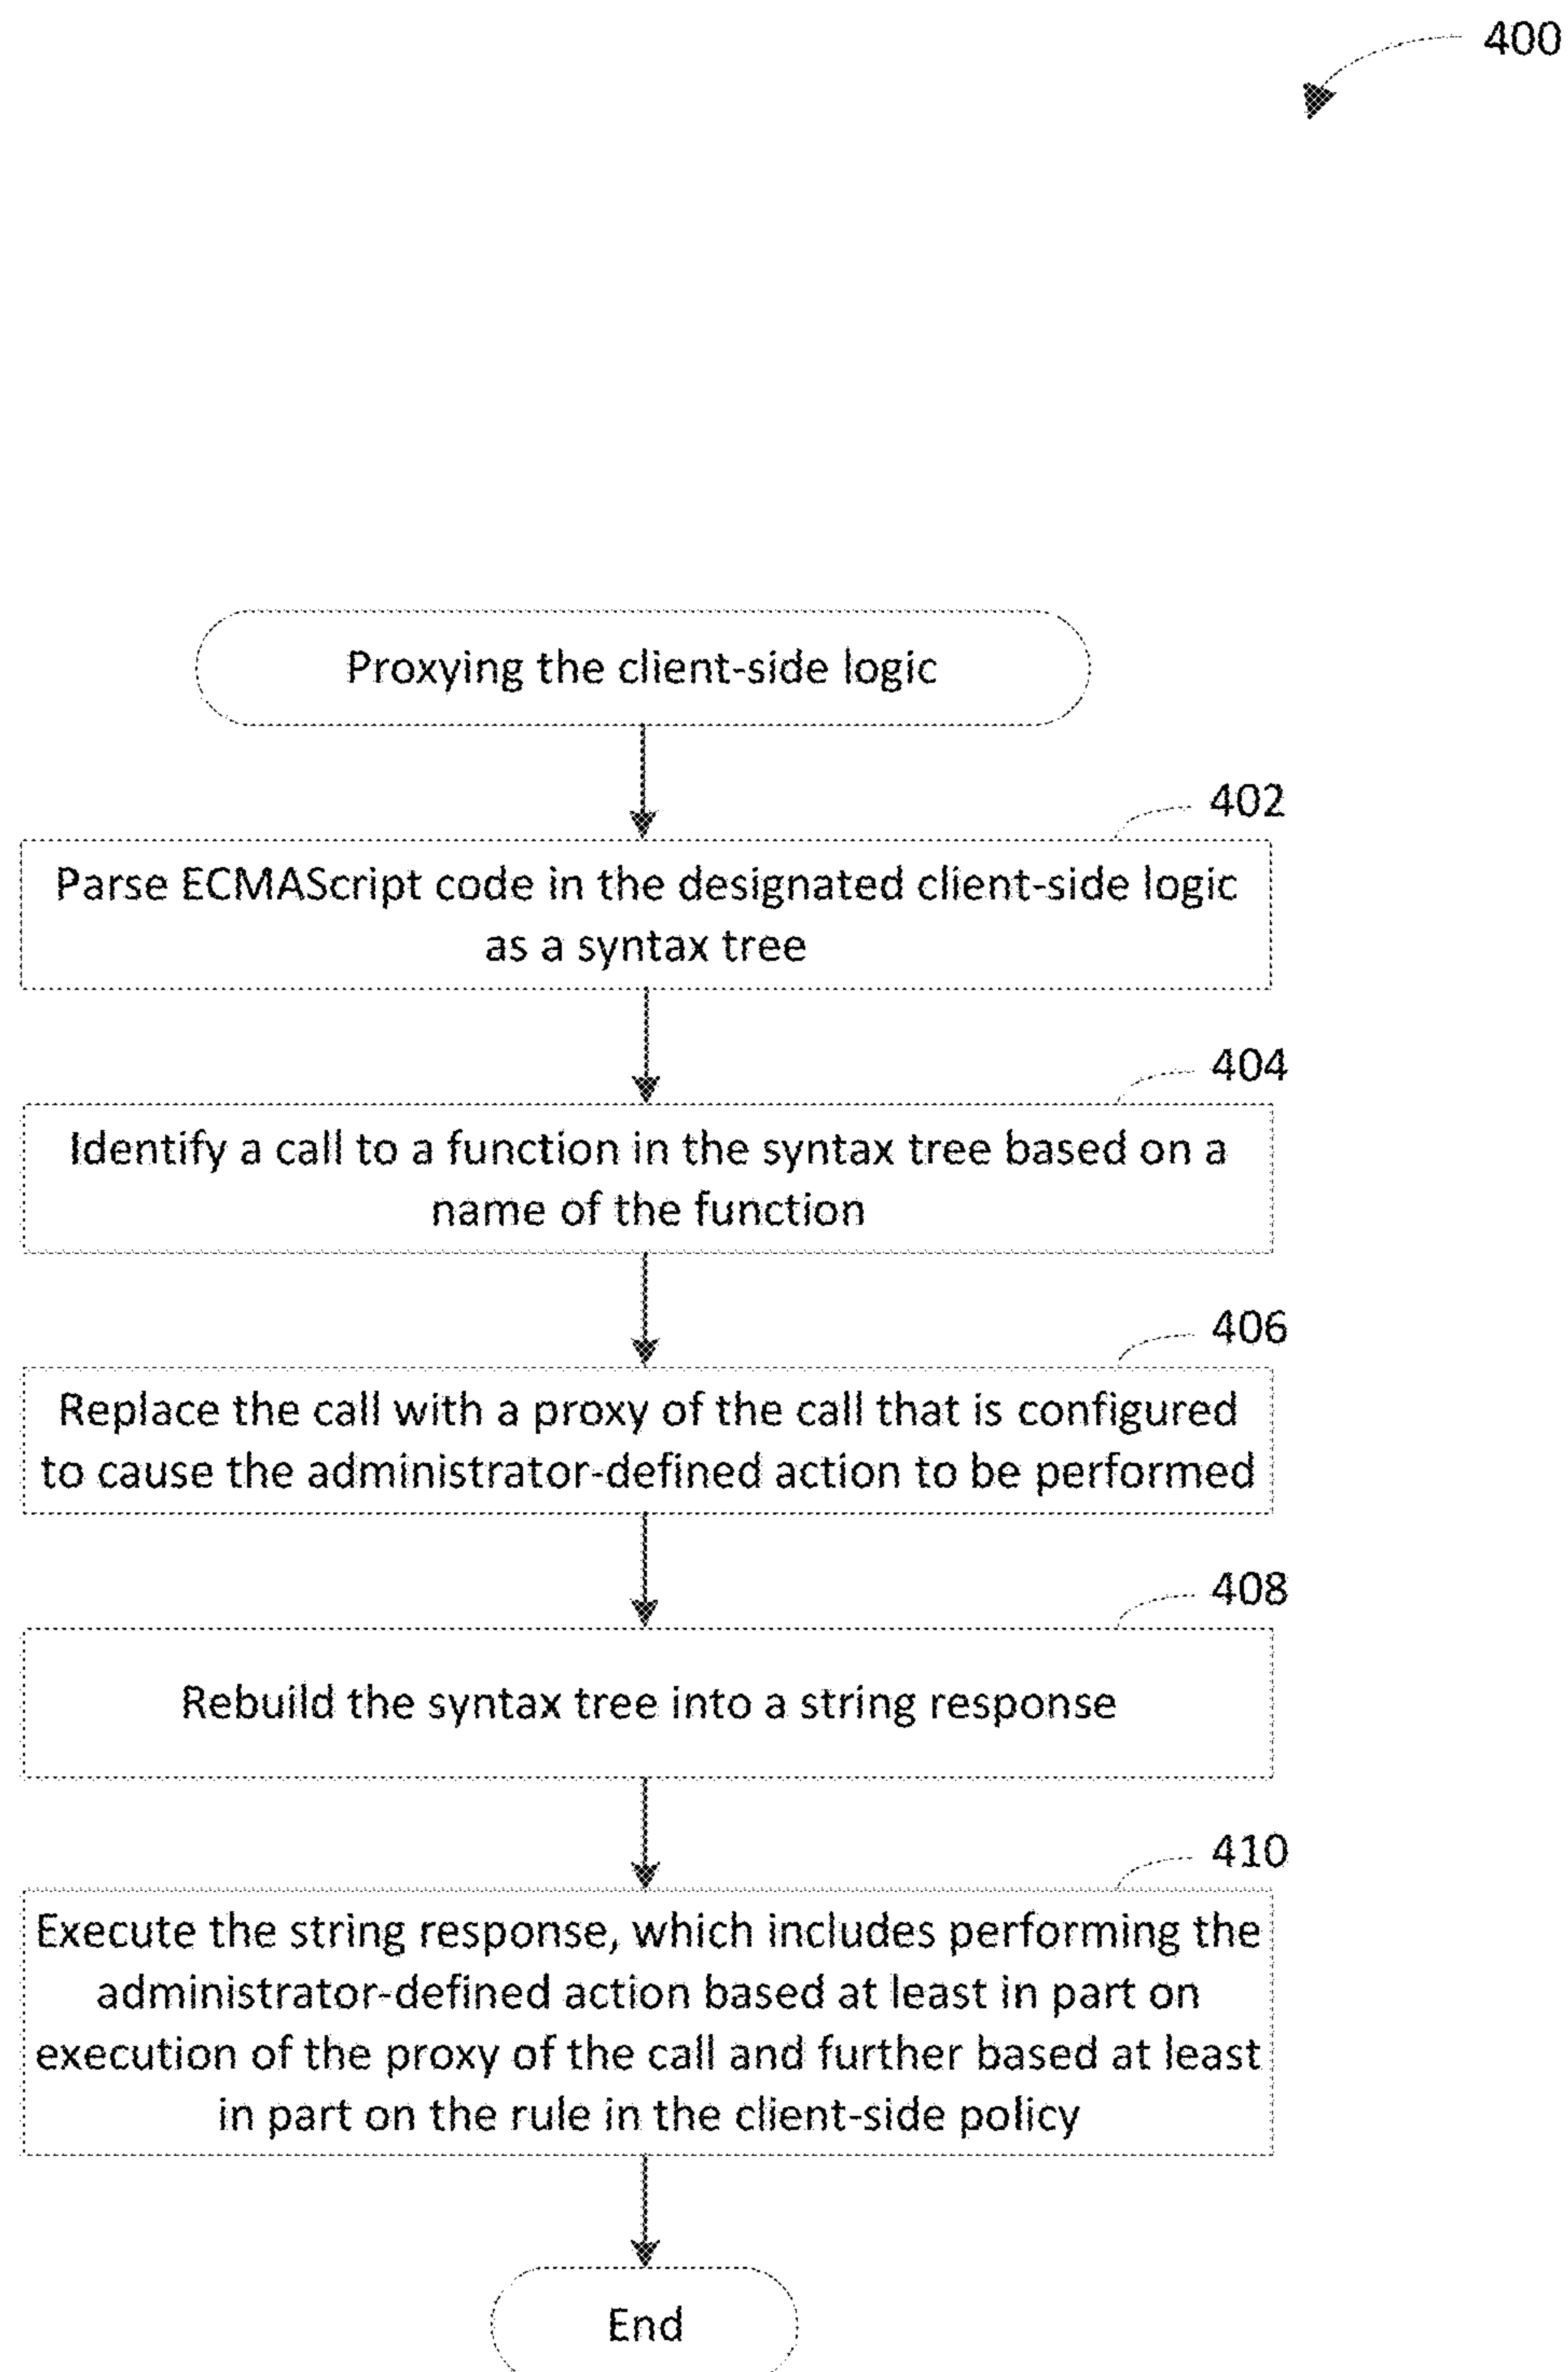 400
Proxying the client-side logic
402
Parse ECMAScript code in the designated client-side logic
as a syntax tree
404
Identify a call to a function in the syntax tree based on a
name of the function
406
Replace the call with a proxy of the call that is configured
to cause the administrator-defined action to be performed
408
Rebuild the syntax tree into a string response
410
Execute the string response, which includes performing the
administrator-defined action based at least in part on
execution of the proxy of the call and further based at least
in part on the rule in the client-side policy
End